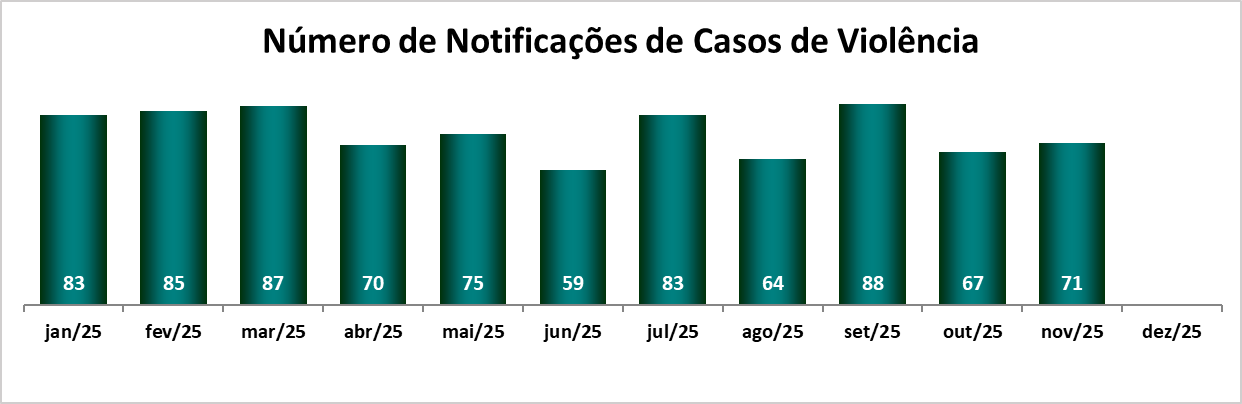 Número de Notificações de Casos de Violência
83 85 87 70 75 59 83 64 88 67 71
jan/25 fev/25 mar/25 abr/25 mai/25 jun/25 jul/25 ago/25 set/25 out/25 nov/25 dez/25